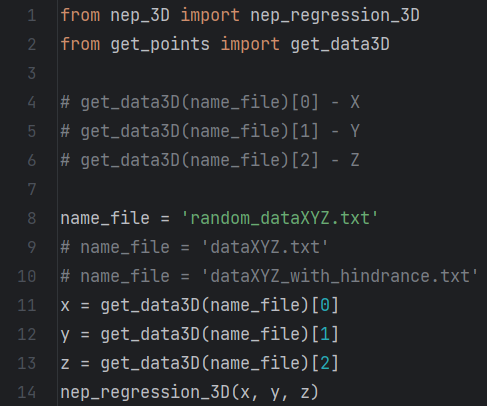 1 from nep_3D import nep_regression_3D
2 from get_points import get_data3D
3
4 # get_data3D(name_file)[0] - X
5 # get_data3D(name_file)[1] - Y
6 # get_data3D(name_file)[2] - Z
7
8 name_file = 'random_dataXYZ.txt'
9 # name_file = 'dataXYZ.txt'
10 # name_file = 'dataXYZ_with_hindrance.txt'
11 x = get_data3D(name_file)[0]
12 y = get_data3D(name_file)[1]
13 z = get_data3D(name_file)[2]
14 nep_regression_3D(x, y, z)